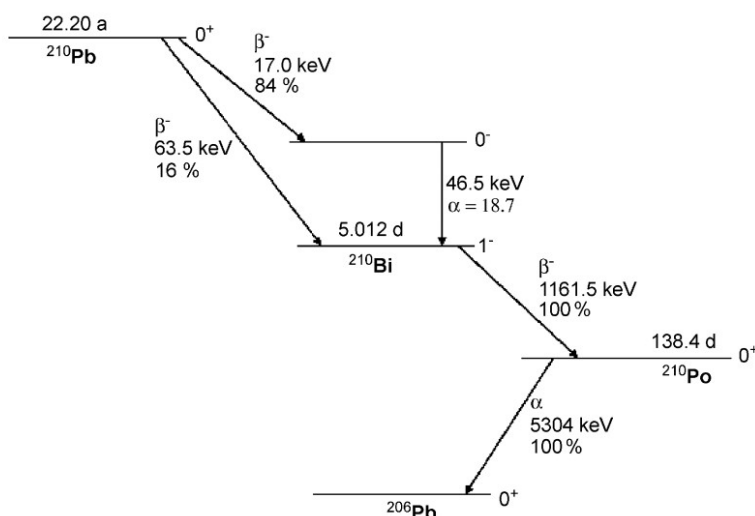 22.20 a
0⁺
²¹⁰Pb
β⁻
17.0 keV
84 %
β⁻
63.5 keV
16 %
0⁻
46.5 keV
α = 18.7
5.012 d
1⁻
²¹⁰Bi
β⁻
1161.5 keV
100 %
138.4 d
0⁺
²¹⁰Po
α
5304 keV
100 %
0⁺
²⁰⁶Pb